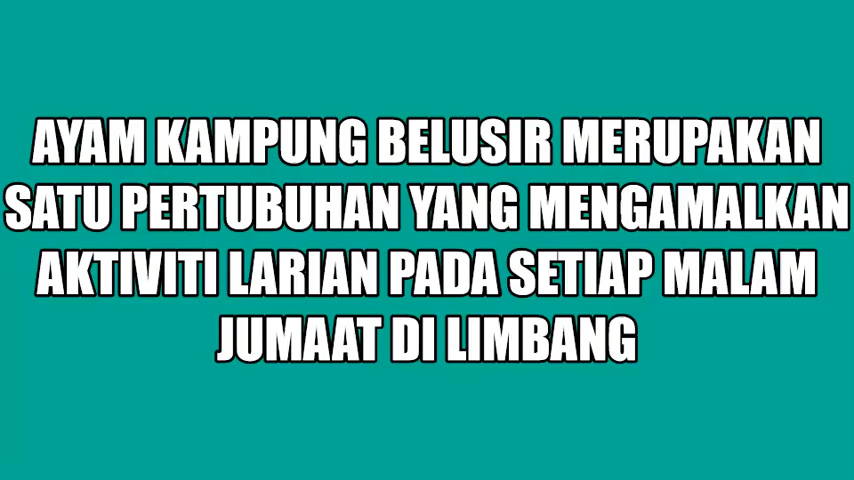 AYAM KAMPUNG BELUSIR MERUPAKAN
SATU PERTUBUHAN YANG MENGAMALKAN
AKTIVITI LARIAN PADA SETIAP MALAM
JUMAAT DI LIMBANG